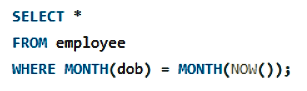 SELECT *
FROM employee
WHERE MONTH(dob) = MONTH(NOW());